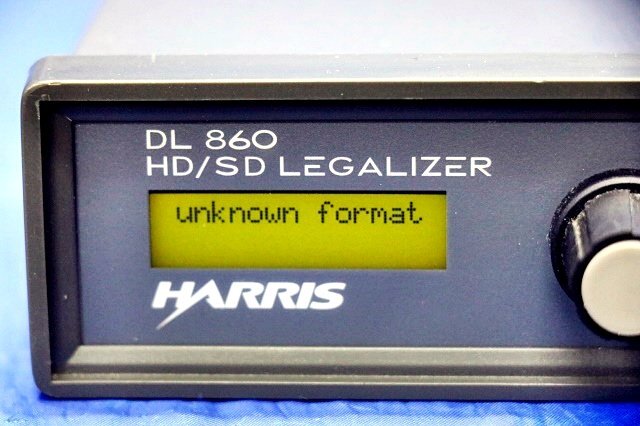 DL 860
HD/SD LEGALIZER
unknown format
HARRIS